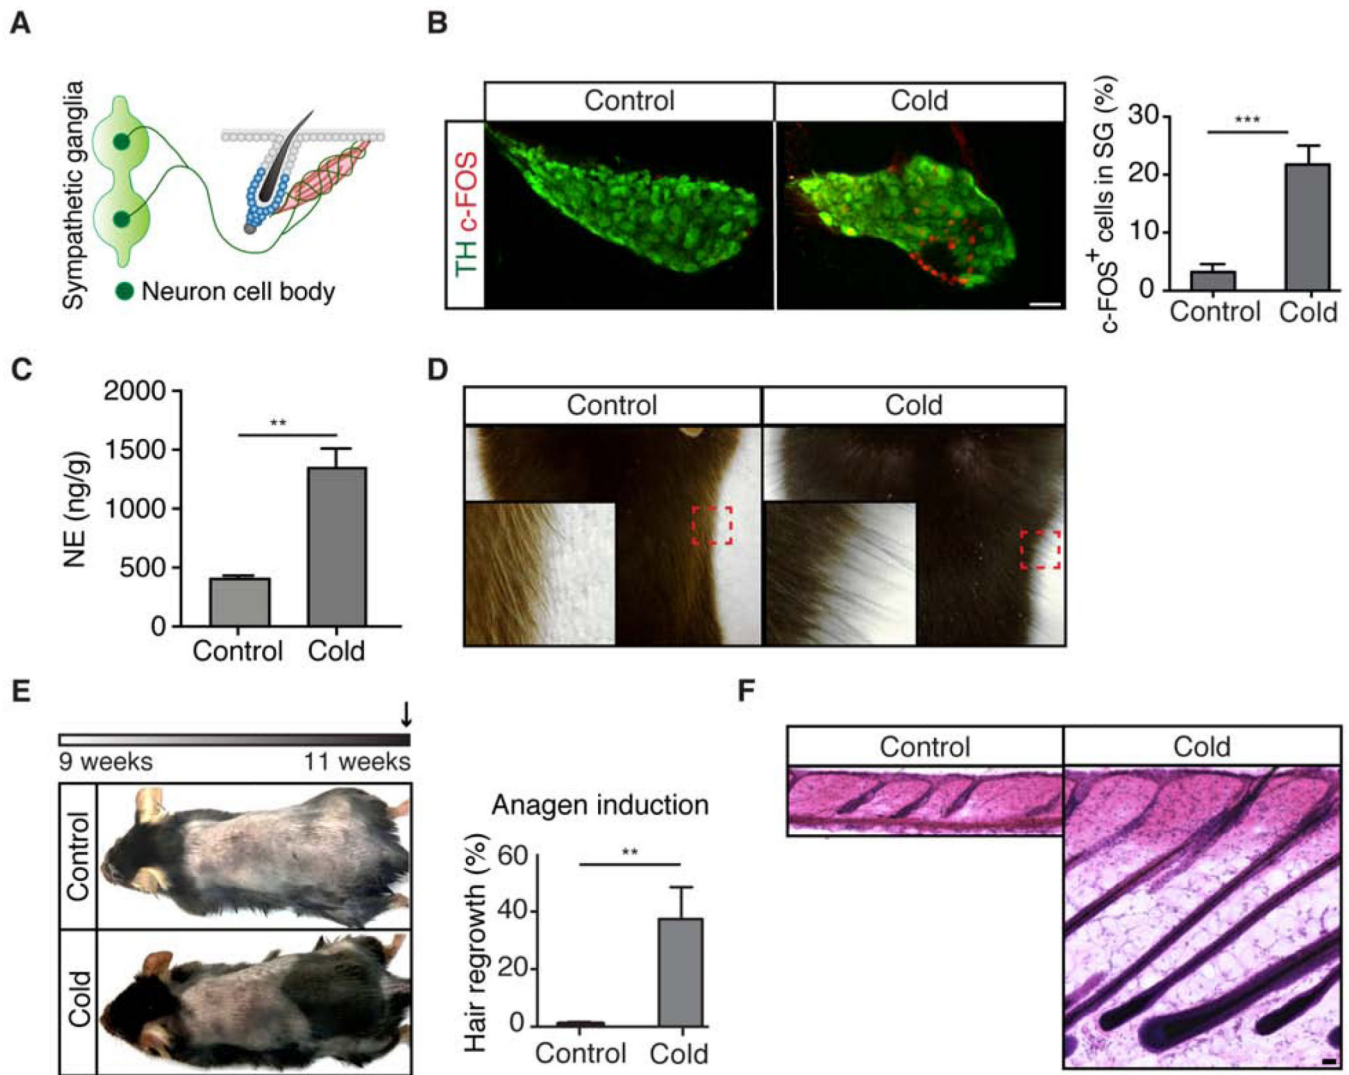 A
Sympathetic ganglia
Neuron cell body
B
Control
Cold
TH c-FOS
c-FOS+ cells in SG (%)
30
20
10
0
***
Control
Cold
C
NE (ng/g)
2000
1500
1000
500
0
**
Control
Cold
D
Control
Cold
E
9 weeks
11 weeks
Control
Cold
Anagen induction
Hair regrowth (%)
60
40
20
0
**
Control
Cold
F
Control
Cold